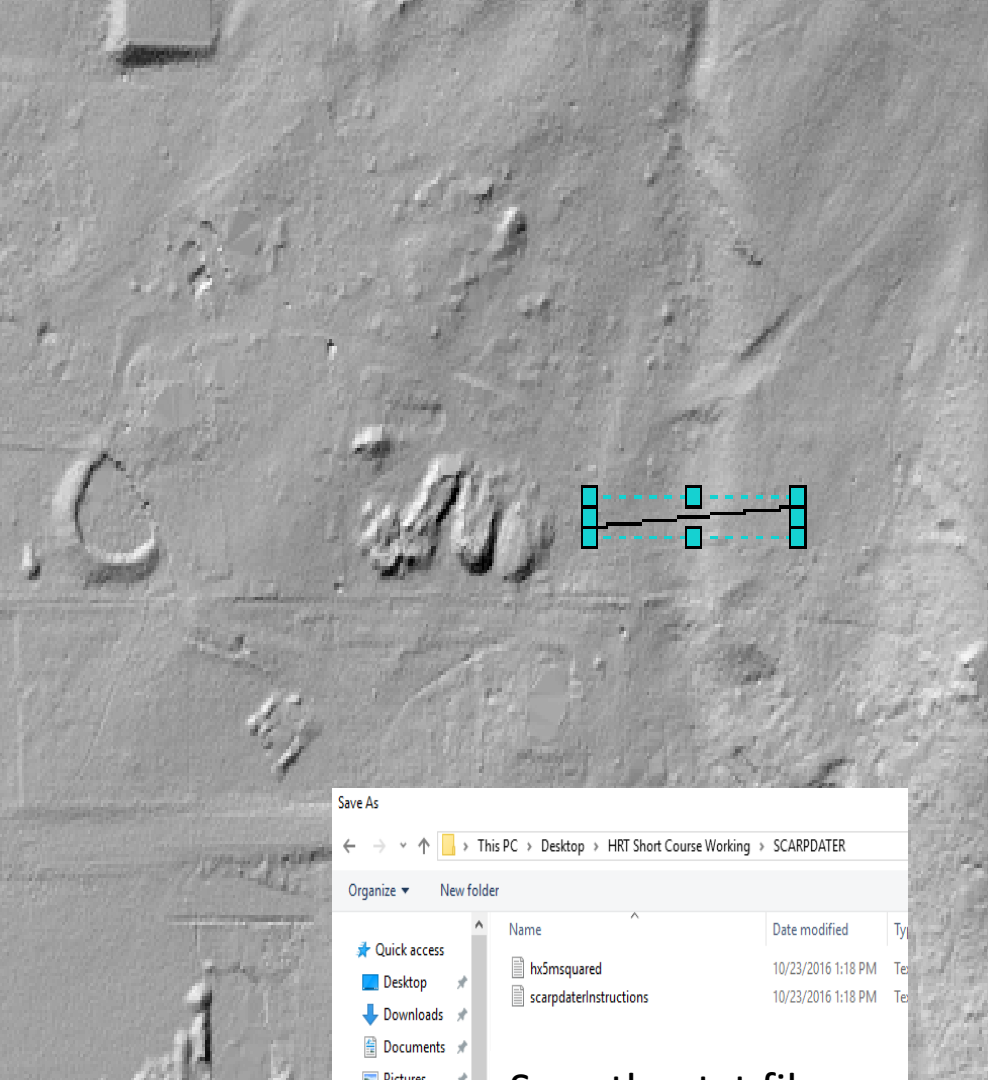 Save As
This PC > Desktop > HRT Short Course Working > SCARPDATER
Organize New folder
Name Date modified
Quick access
hx5msquared 10/23/2016 1:18 PM
Desktop
scarpdaterInstructions 10/23/2016 1:18 PM
Downloads
Documents
Pictures